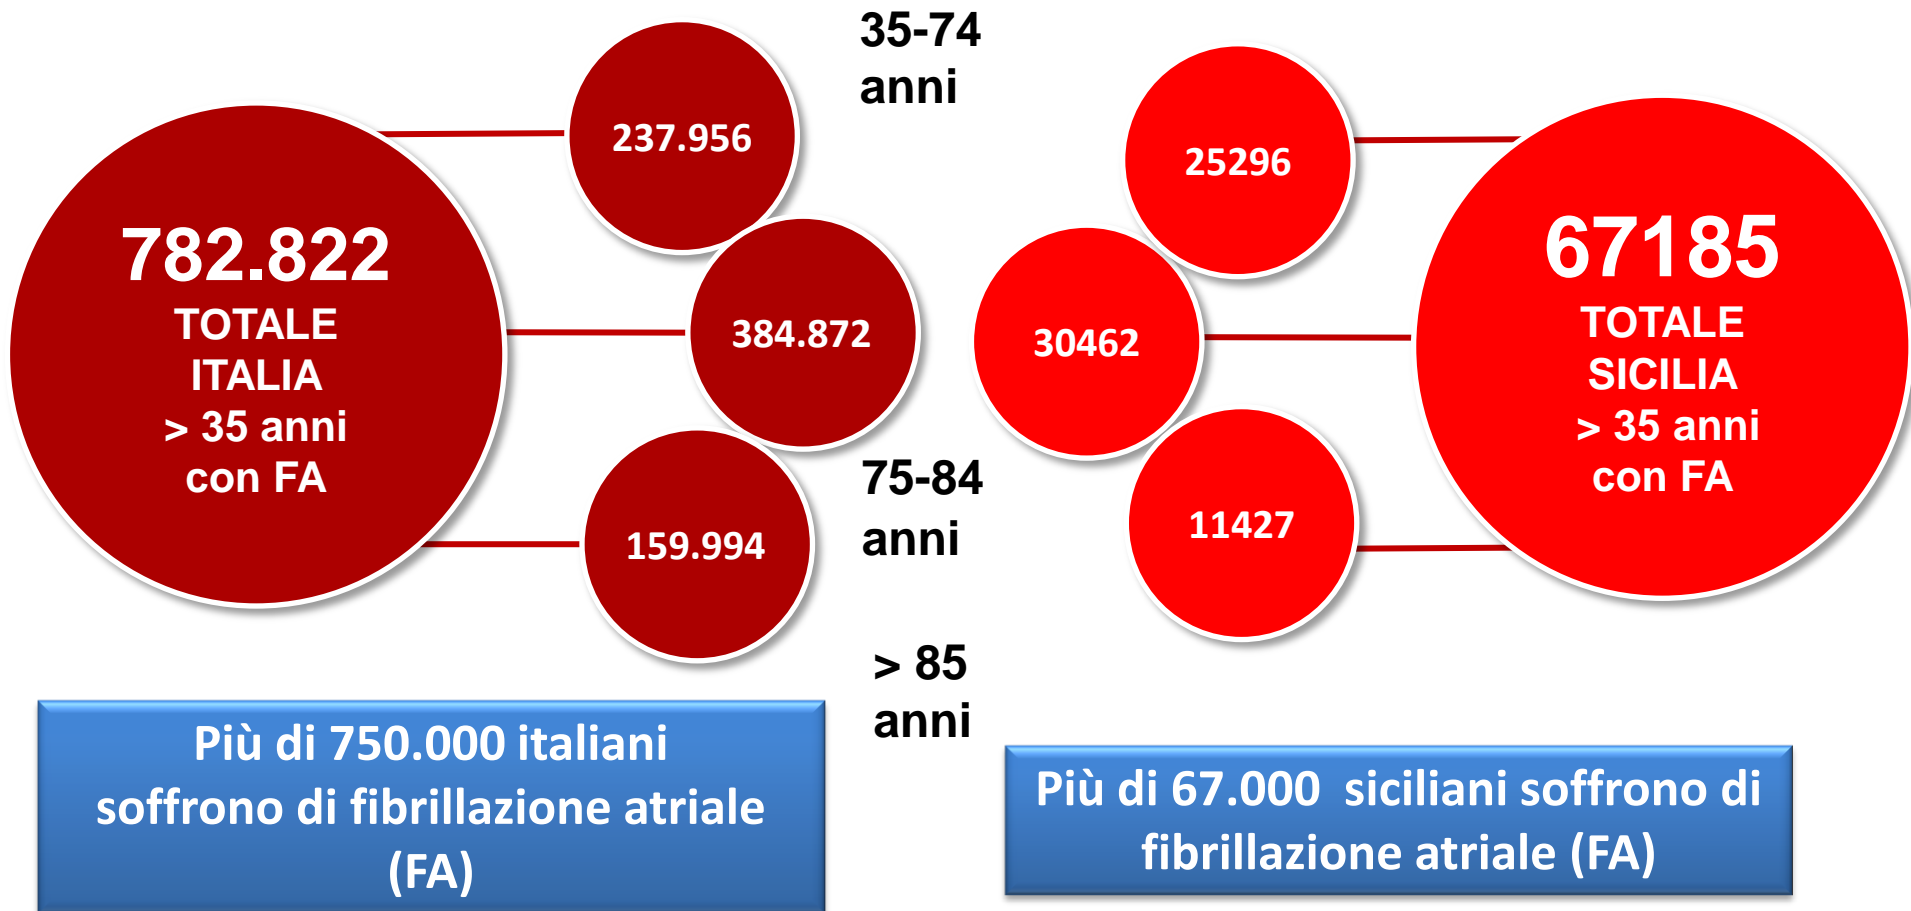 35-74
anni
237.956
25296
782.822
TOTALE
ITALIA
> 35 anni
con FA
384.872
30462
67185
TOTALE
SICILIA
> 35 anni
con FA
75-84
anni
159.994
11427
> 85
anni
Più di 750.000 italiani
soffrono di fibrillazione atriale
(FA)
Più di 67.000 siciliani soffrono di
fibrillazione atriale (FA)